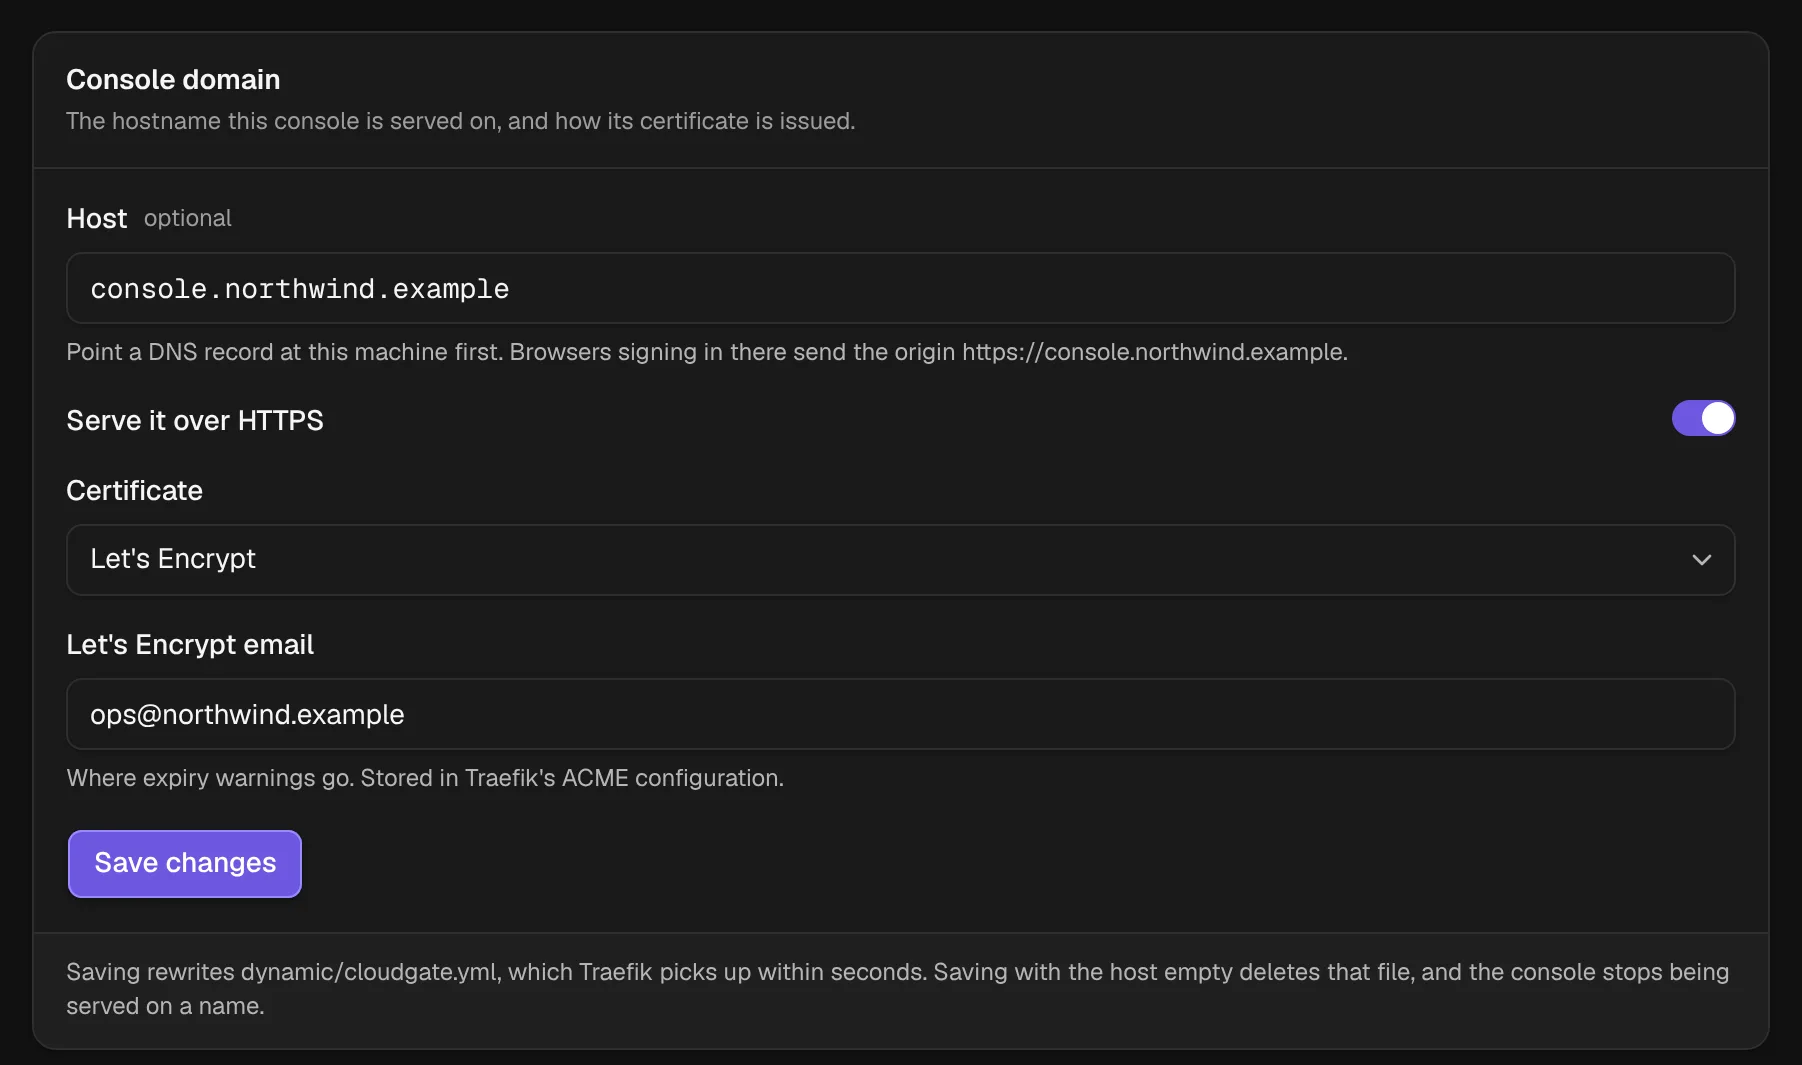 Console domain
The hostname this console is served on, and how its certificate is issued.
Host optional
console.northwind.example
Point a DNS record at this machine first. Browsers signing in there send the origin https://console.northwind.example.
Serve it over HTTPS
Certificate
Let's Encrypt
Let's Encrypt email
ops@northwind.example
Where expiry warnings go. Stored in Traefik's ACME configuration.
Save changes
Saving rewrites dynamic/cloudgate.yml, which Traefik picks up within seconds. Saving with the host empty deletes that file, and the console stops being
served on a name.